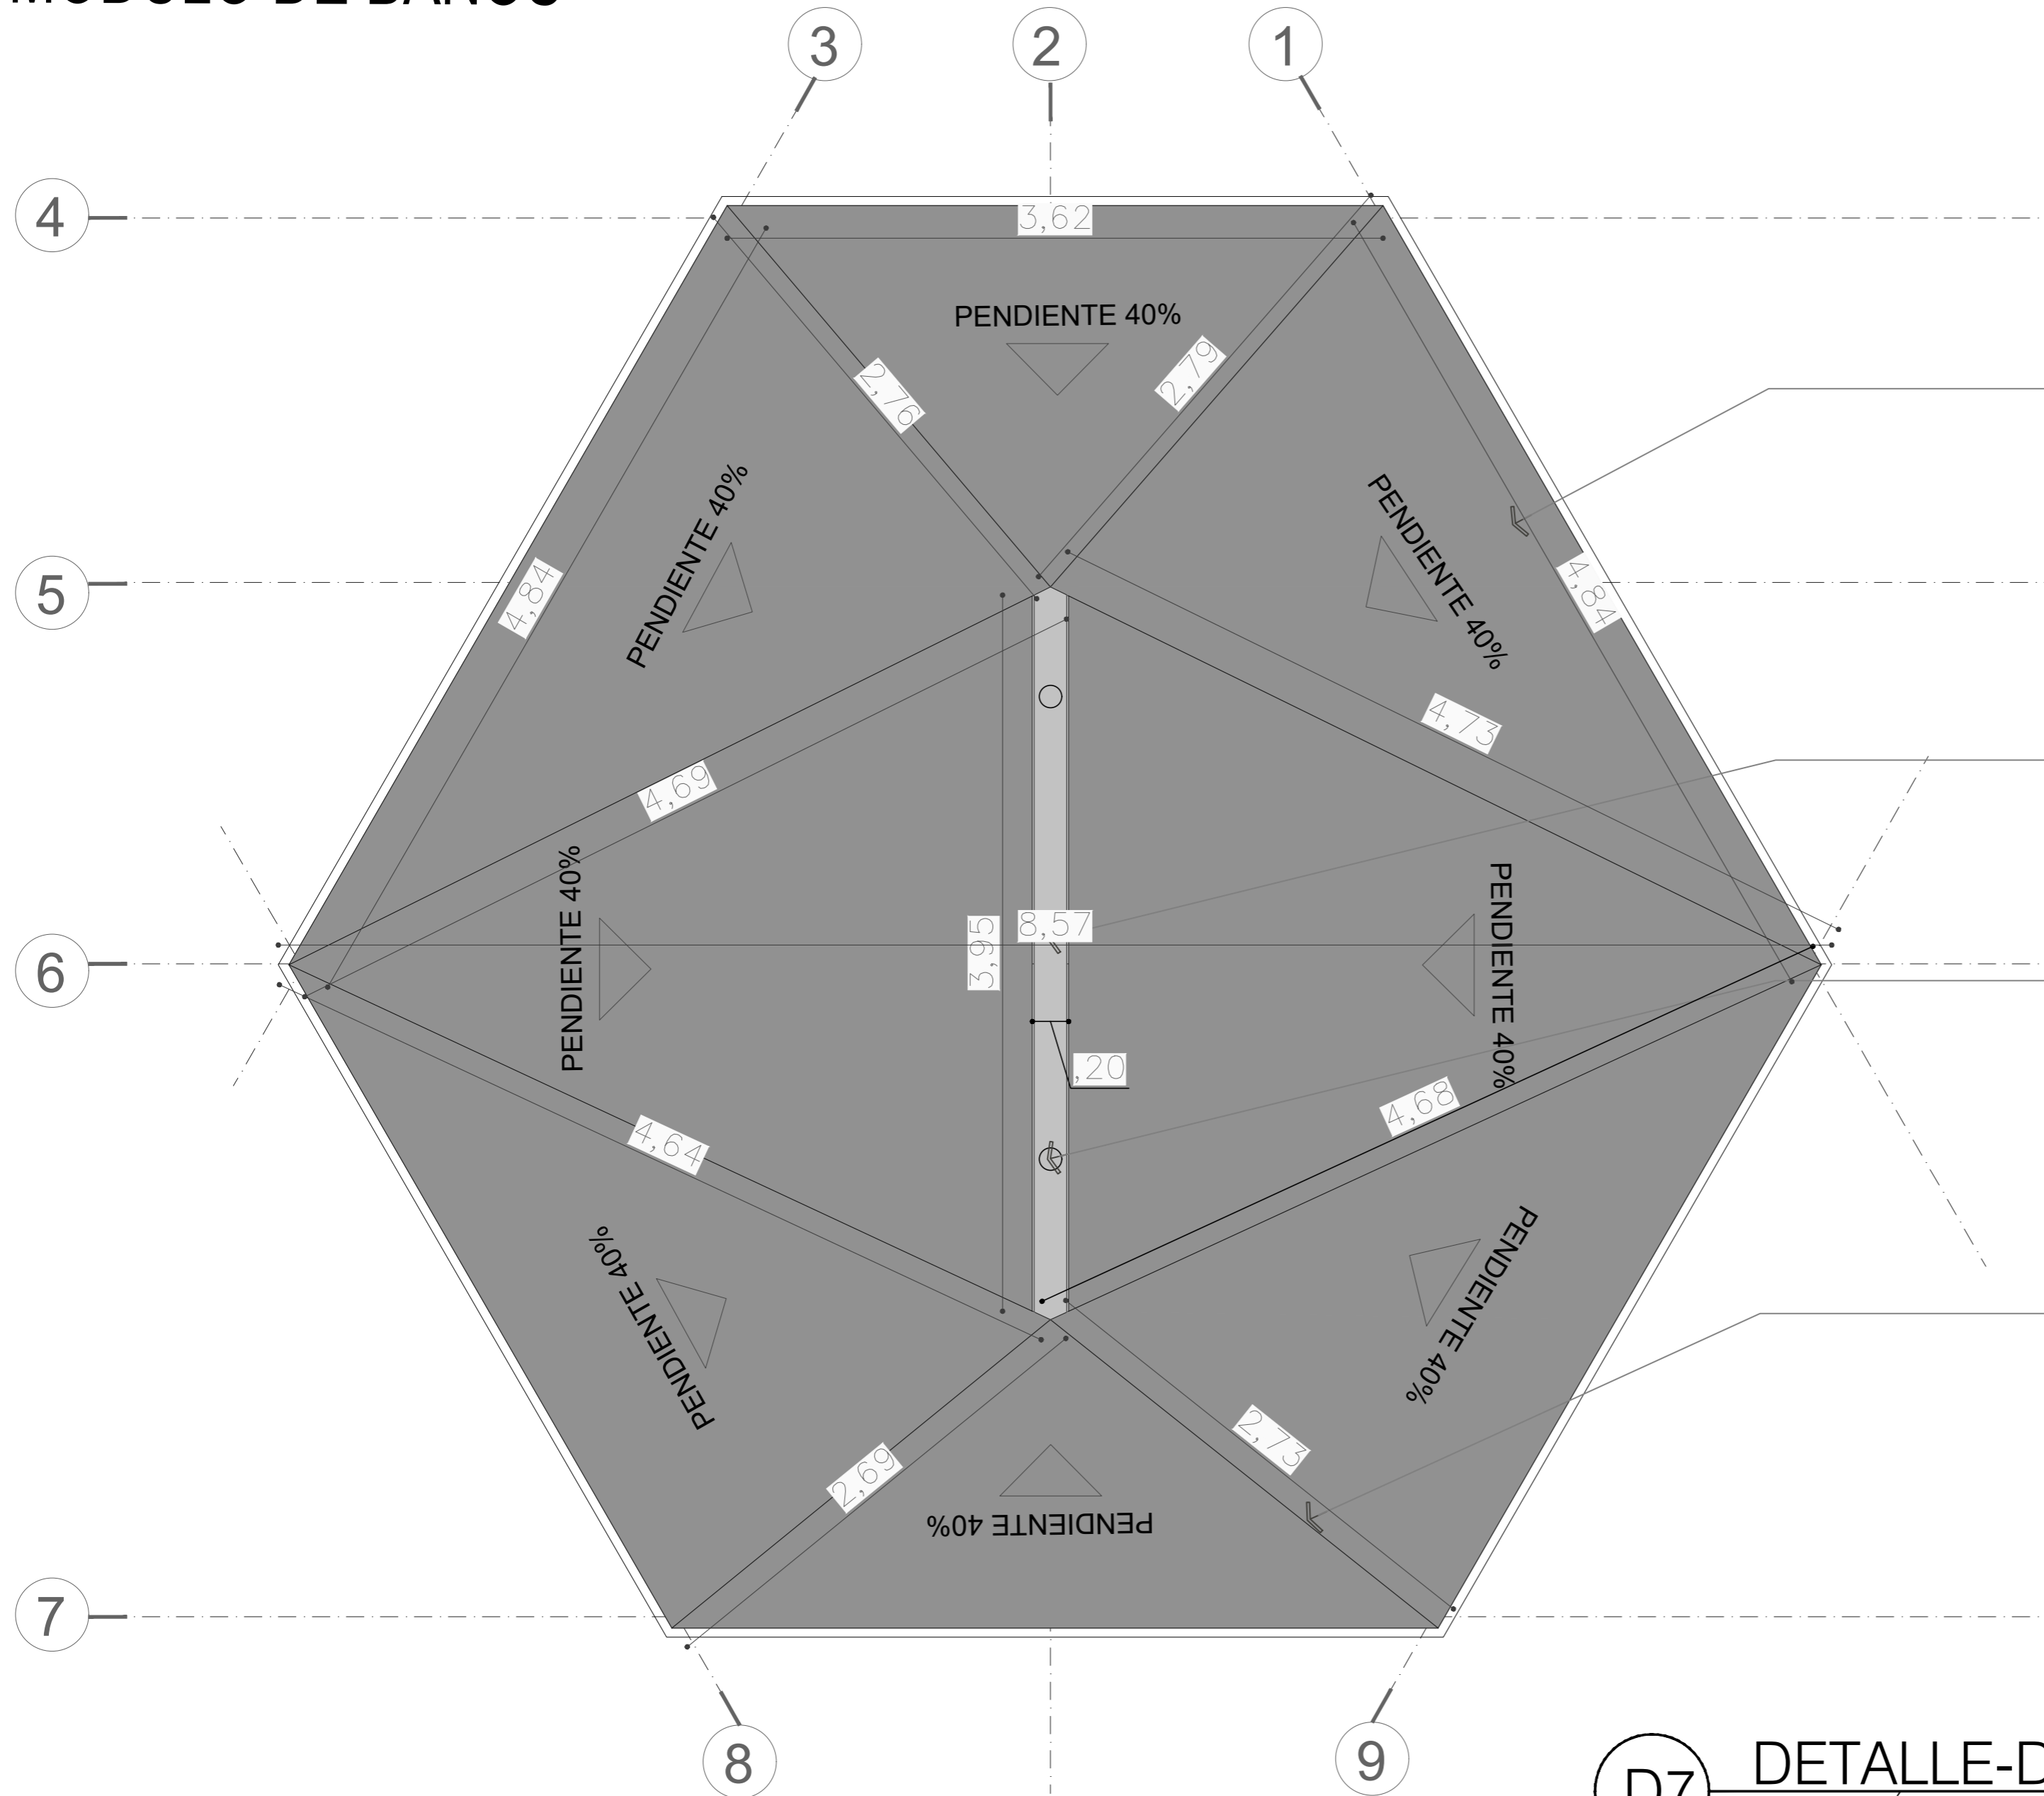 3
2
1
4
3,62
PENDIENTE 40%
2,76
2,79
PENDIENTE 40%
PENDIENTE 40%
5
4,84
4,84
4,73
4,69
PENDIENTE 40%
PENDIENTE 40%
3,95
8,57
6
,20
4,68
4,64
PENDIENTE 40%
PENDIENTE 40%
2,73
2,69
PENDIENTE 40%
7
8
9
D7
DETALLE-D